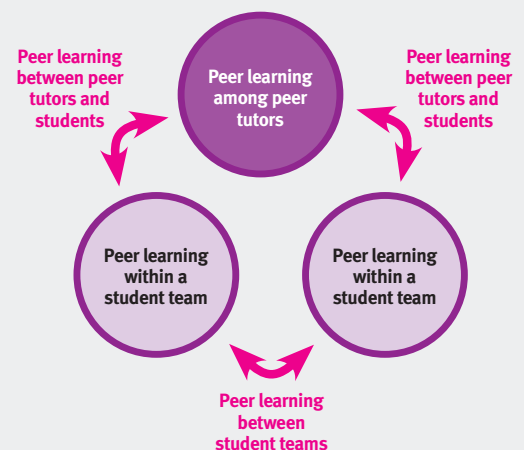 Peer learning
between peer
tutors and
students
Peer learning
among peer
tutors
Peer learning
between peer
tutors and
students
Peer learning
within a
student team
Peer learning
within a
student team
Peer learning
between
student teams